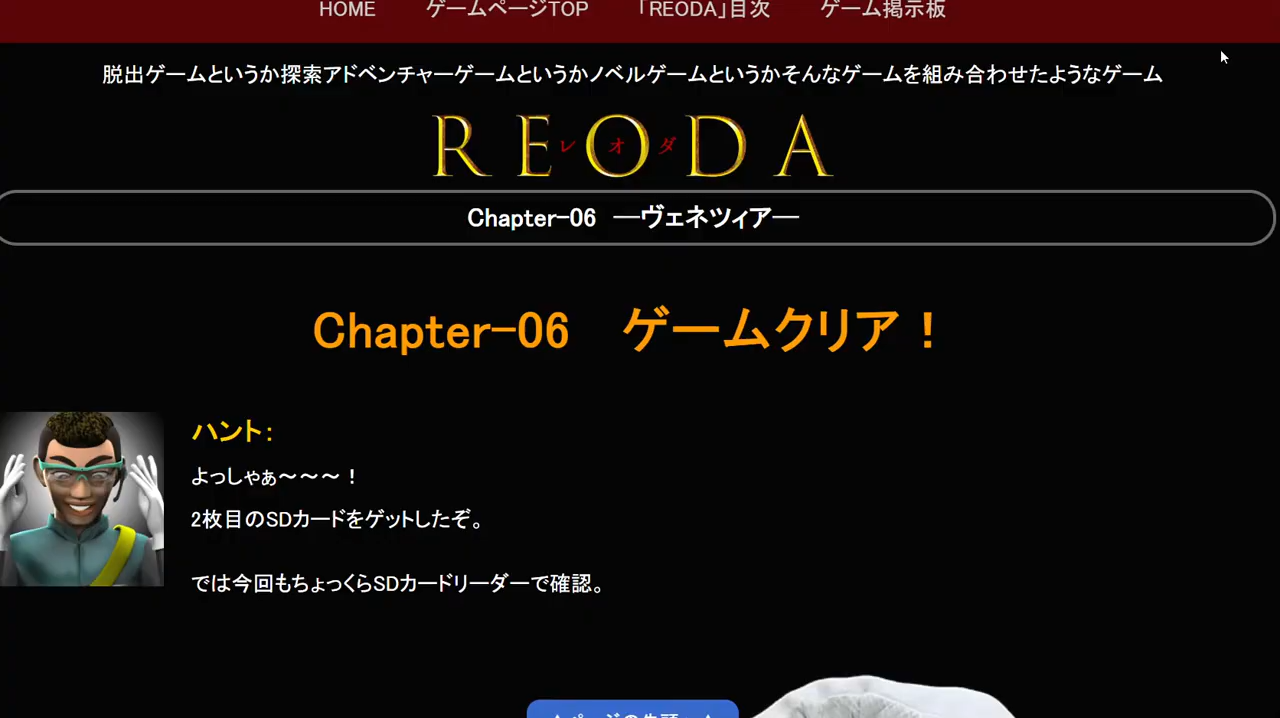 HOME ゲームページTOP 「REODA」目次 ゲーム掲示板
脱出ゲームというか探索アドベンチャーゲームというかノベルゲームというかそんなゲームを組み合わせたようなゲーム
REODA
レオダ
Chapter-06 ―ヴェネツィア―
Chapter-06 ゲームクリア！
ハント：
よっしゃぁ～～～！
2枚目のSDカードをゲットしたぞ。
では今回もちょっくらSDカードリーダーで確認。